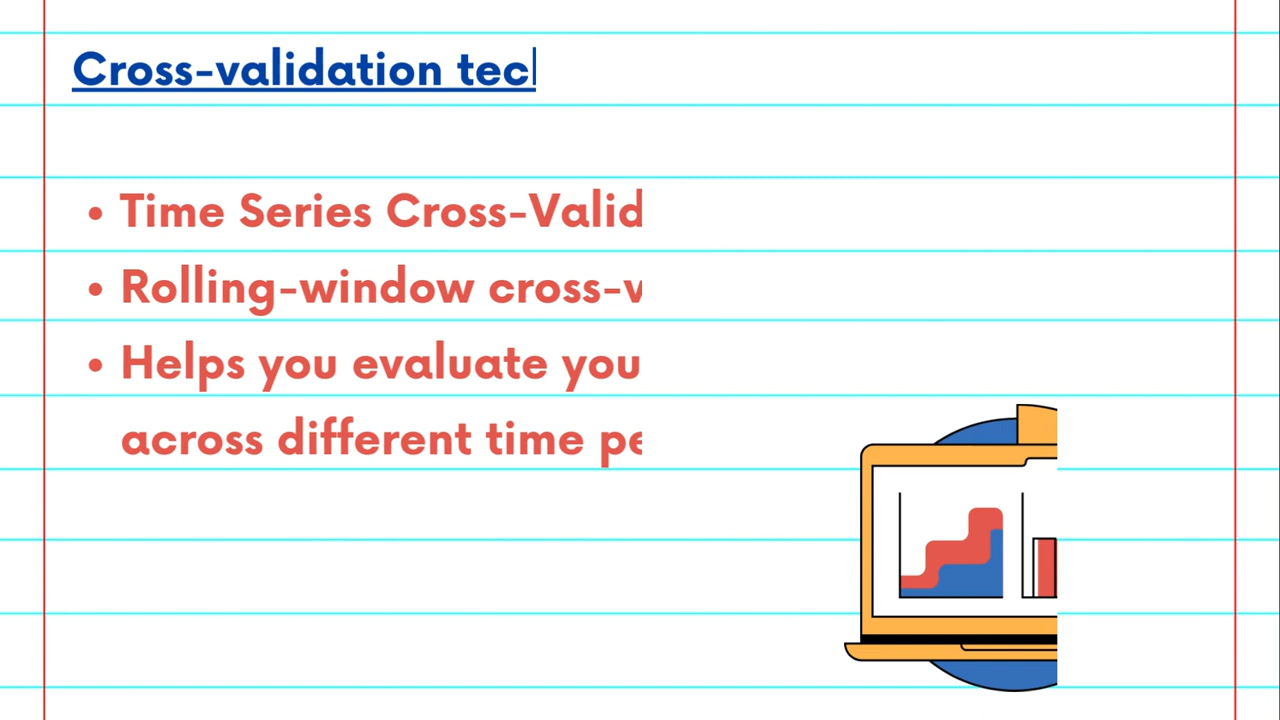 Cross-validation tec
• Time Series Cross-Valid
• Rolling-window cross-v
• Helps you evaluate you
across different time pe